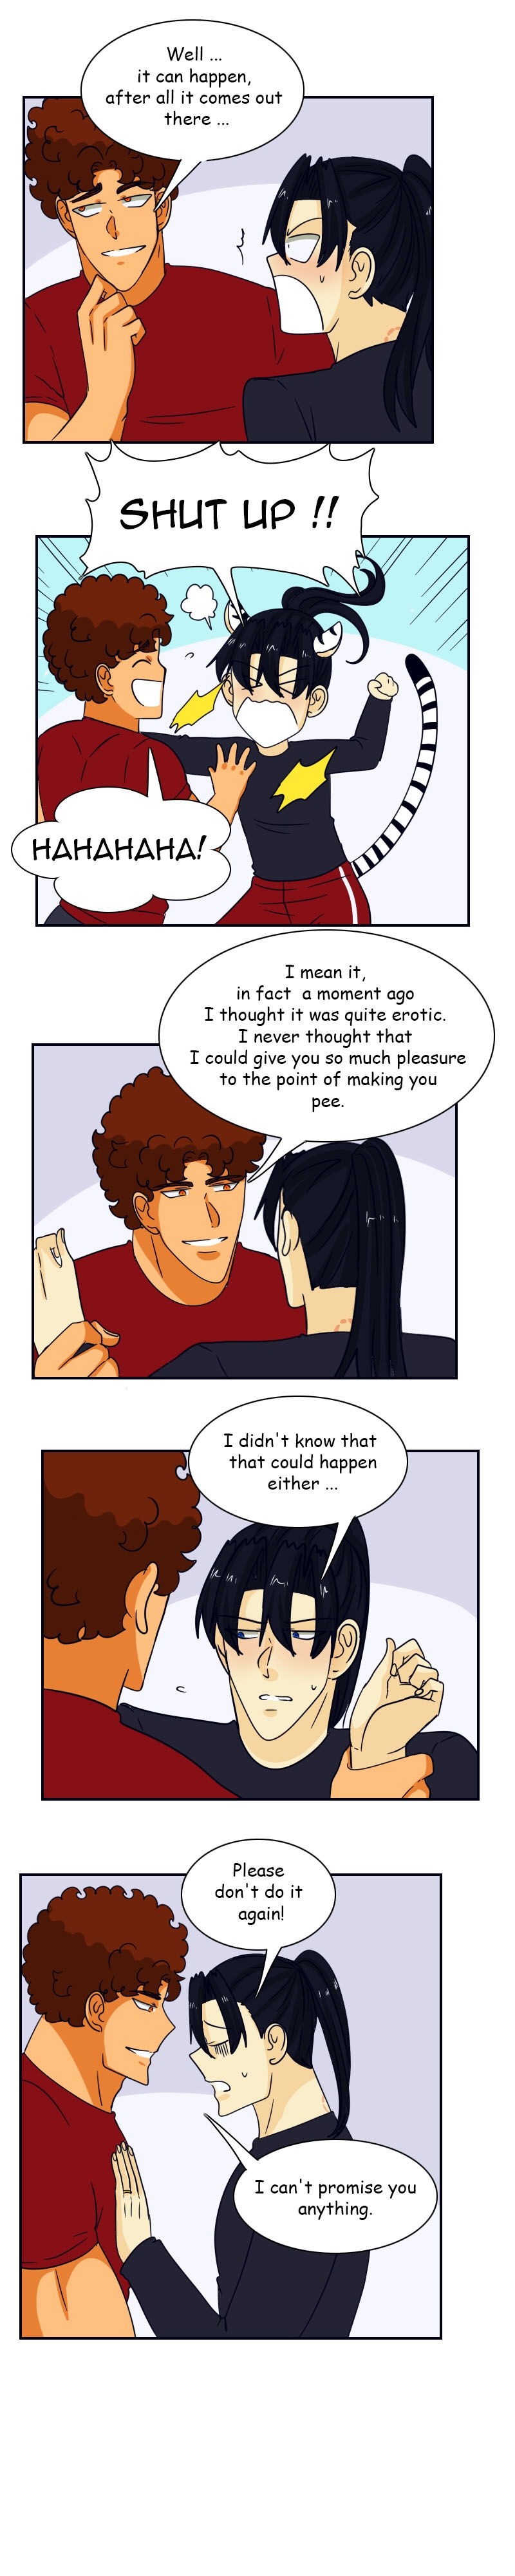 Well ...
it can happen,
after all it comes out
there ...
SHUT UP !!
HAHAHAHA!
I mean it,
in fact a moment ago
I thought it was quite erotic.
I never thought that
I could give you so much pleasure
to the point of making you
pee.
I didn't know that
that could happen
either ...
Please
don't do it
again!
I can't promise you
anything.